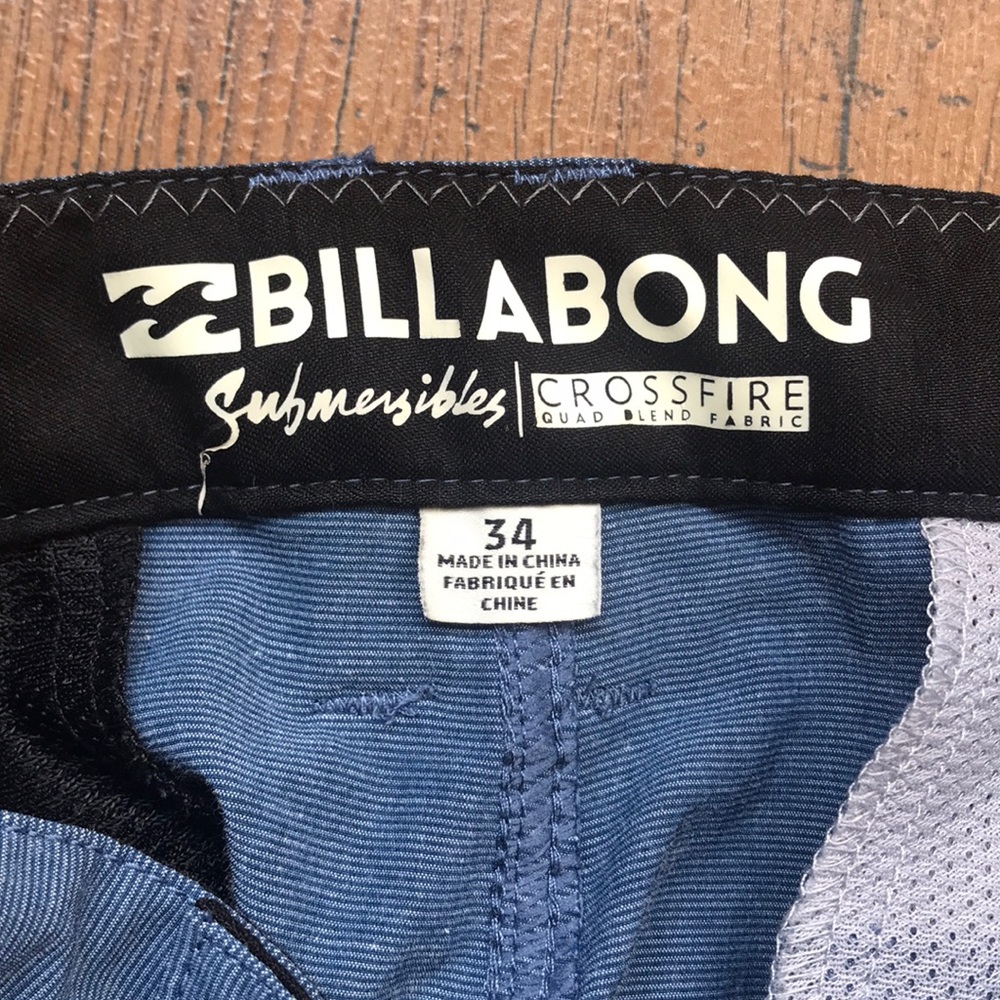 BILLABONG
Submersibles CROSSFIRE
QUAD BLEND FABRIC
34
MADE IN CHINA
FABRIQUÉ EN
CHINE